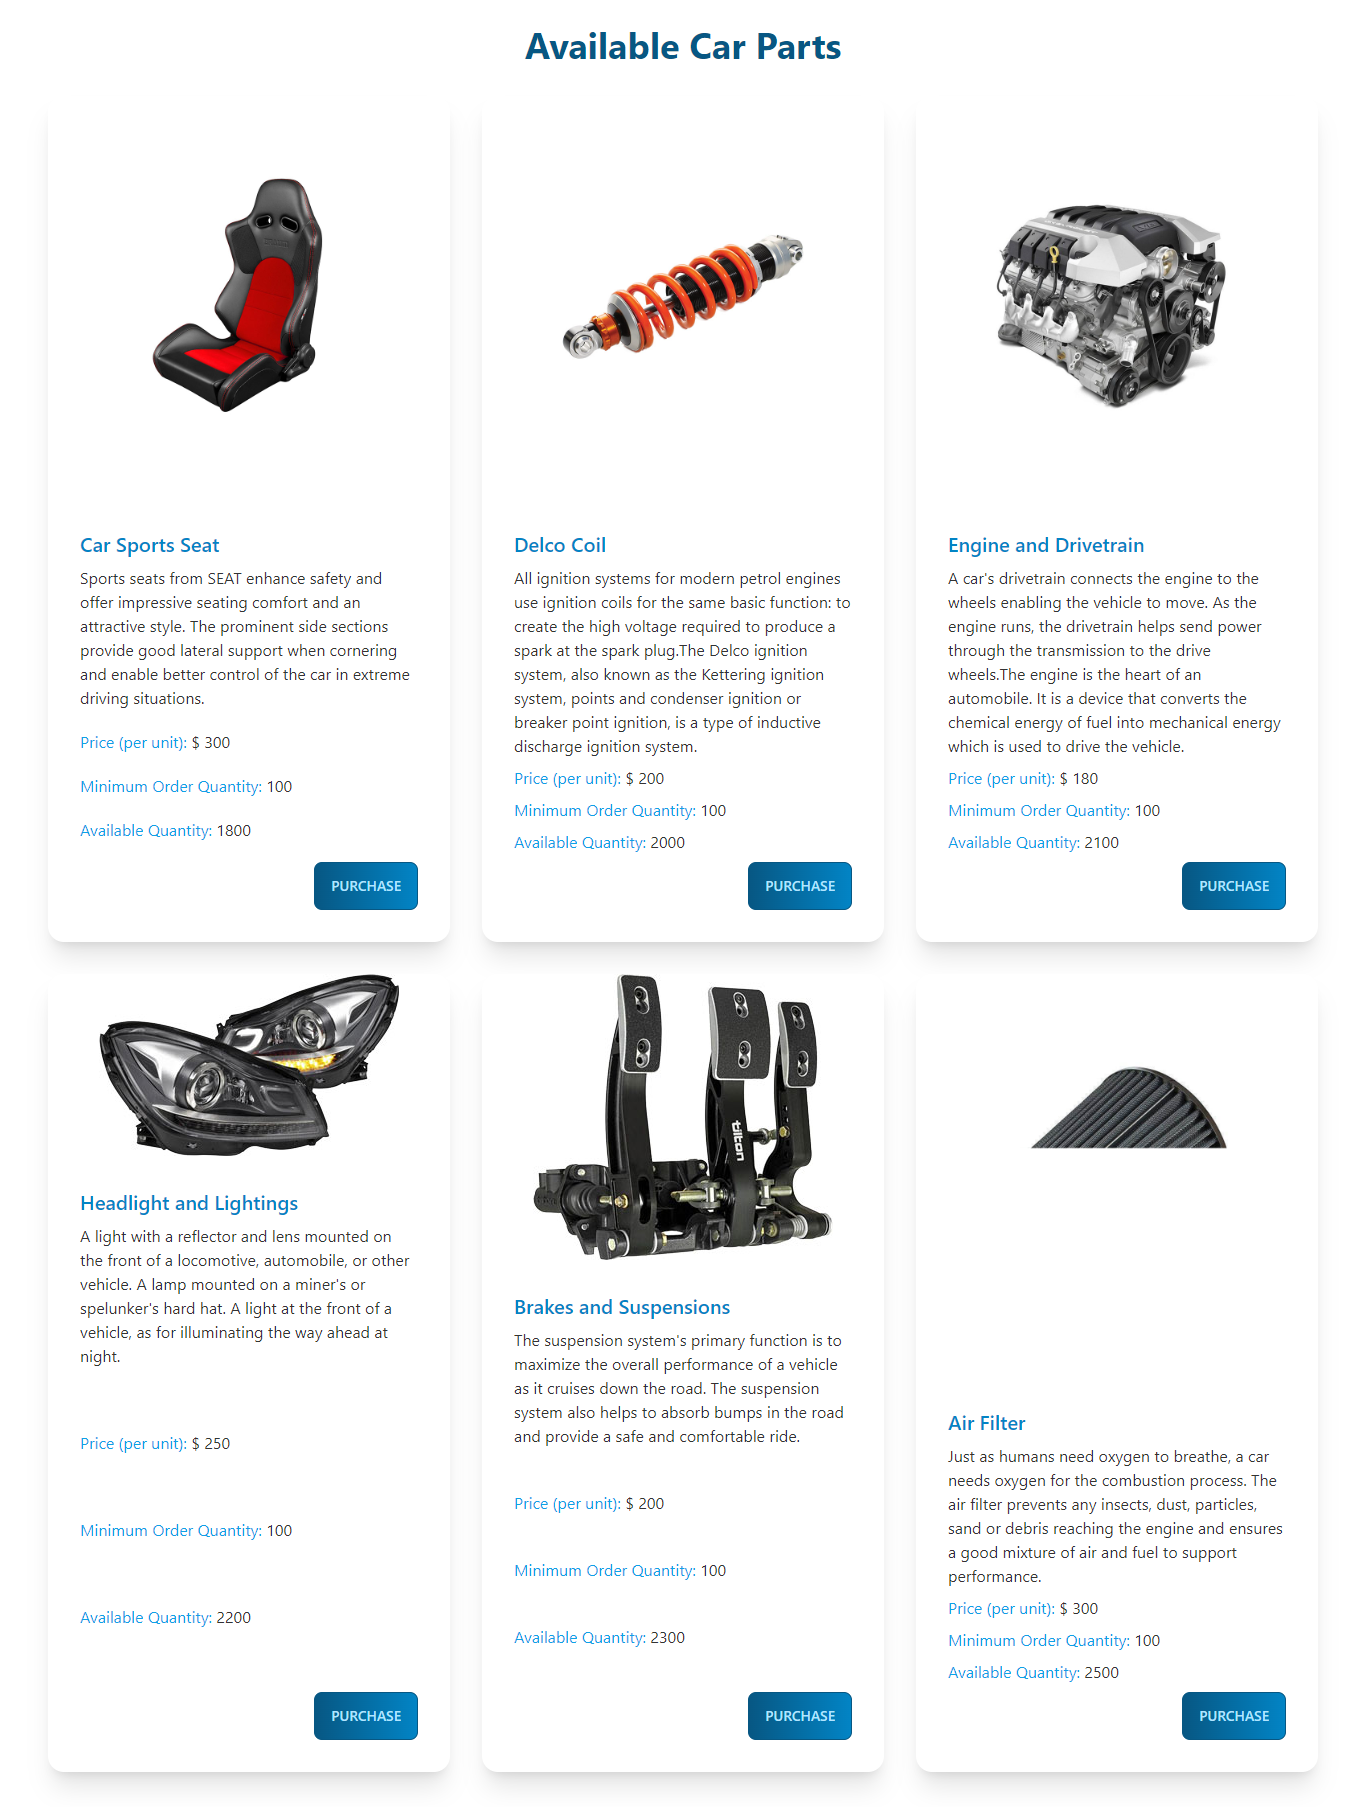 Available Car Parts
Car Sports Seat
Sports seats from SEAT enhance safety and
offer impressive seating comfort and an
attractive style. The prominent side sections
provide good lateral support when cornering
and enable better control of the car in extreme
driving situations.
Price (per unit): $ 300
Minimum Order Quantity: 100
Available Quantity: 1800
PURCHASE
Delco Coil
All ignition systems for modern petrol engines
use ignition coils for the same basic function: to
create the high voltage required to produce a
spark at the spark plug.The Delco ignition
system, also known as the Kettering ignition
system, points and condenser ignition or
breaker point ignition, is a type of inductive
discharge ignition system.
Price (per unit): $ 200
Minimum Order Quantity: 100
Available Quantity: 2000
PURCHASE
Engine and Drivetrain
A car's drivetrain connects the engine to the
wheels enabling the vehicle to move. As the
engine runs, the drivetrain helps send power
through the transmission to the drive
wheels.The engine is the heart of an
automobile. It is a device that converts the
chemical energy of fuel into mechanical energy
which is used to drive the vehicle.
Price (per unit): $ 180
Minimum Order Quantity: 100
Available Quantity: 2100
PURCHASE
Headlight and Lightings
A light with a reflector and lens mounted on
the front of a locomotive, automobile, or other
vehicle. A lamp mounted on a miner's or
spelunker's hard hat. A light at the front of a
vehicle, as for illuminating the way ahead at
night.
Price (per unit): $ 250
Minimum Order Quantity: 100
Available Quantity: 2200
PURCHASE
tilton
Brakes and Suspensions
The suspension system's primary function is to
maximize the overall performance of a vehicle
as it cruises down the road. The suspension
system also helps to absorb bumps in the road
and provide a safe and comfortable ride.
Price (per unit): $ 200
Minimum Order Quantity: 100
Available Quantity: 2300
PURCHASE
Air Filter
Just as humans need oxygen to breathe, a car
needs oxygen for the combustion process. The
air filter prevents any insects, dust, particles,
sand or debris reaching the engine and ensures
a good mixture of air and fuel to support
performance.
Price (per unit): $ 300
Minimum Order Quantity: 100
Available Quantity: 2500
PURCHASE